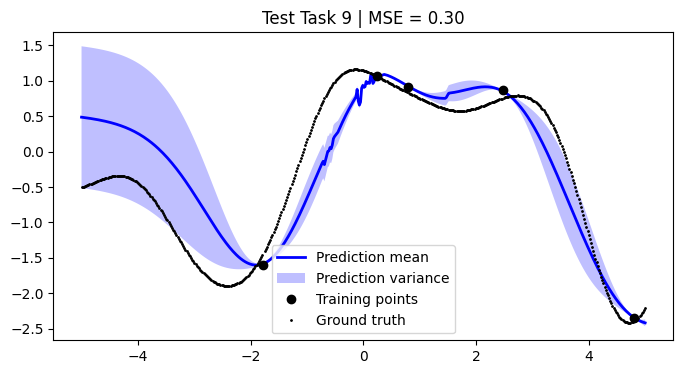 Test Task 9 | MSE = 0.30
1.5
1.0
0.5
0.0
−0.5
−1.0
−1.5
−2.0
−2.5
Prediction mean
Prediction variance
Training points
Ground truth
−4
−2
0
2
4